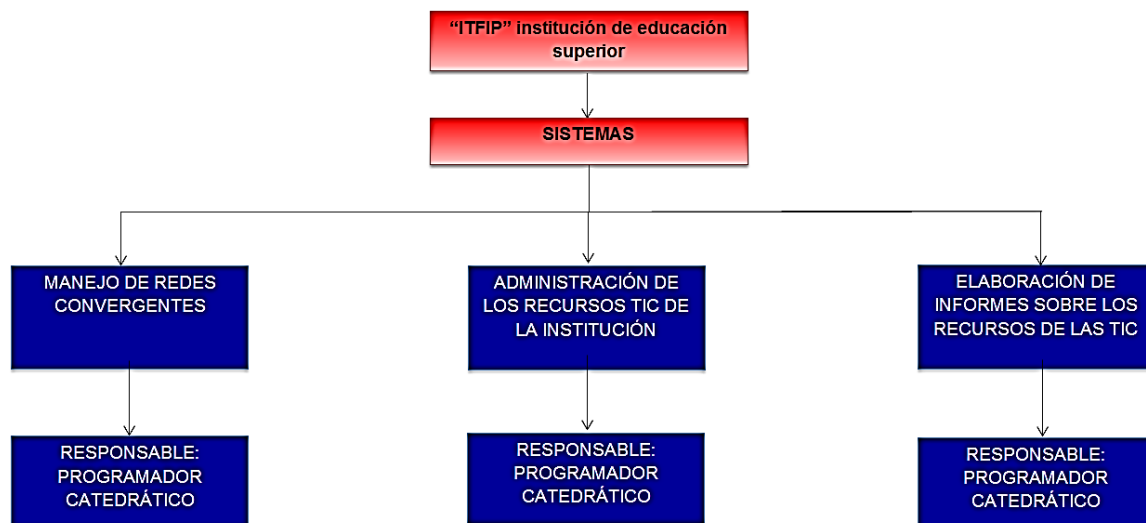 “ITFIP” institución de educación
superior
SISTEMAS
MANEJO DE REDES
CONVERGENTES
ADMINISTRACIÓN DE
LOS RECURSOS TIC DE
LA INSTITUCIÓN
ELABORACIÓN DE
INFORMES SOBRE LOS
RECURSOS DE LAS TIC
RESPONSABLE:
PROGRAMADOR
CATEDRÁTICO
RESPONSABLE:
PROGRAMADOR
CATEDRÁTICO
RESPONSABLE:
PROGRAMADOR
CATEDRÁTICO